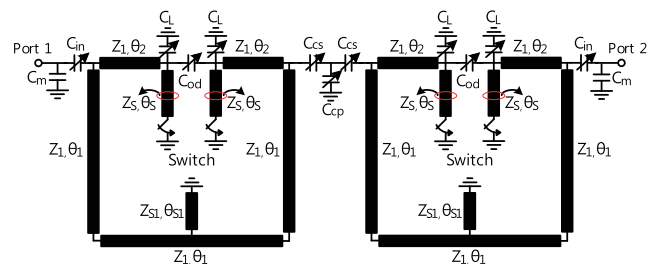 C_L C_L C_L C_L
Port 1 C_in Z_1,θ_2 Z_1,θ_2 C_cs C_cs Z_1,θ_2 Z_1,θ_2 C_in Port 2
C_m C_od C_cp C_od C_m
Z_S,θ_S Z_S,θ_S Z_S,θ_S Z_S,θ_S
Z_1,θ_1 Switch Z_1,θ_1 Z_1,θ_1 Switch Z_1,θ_1
Z_S1,θ_S1 Z_S1,θ_S1
Z_1,θ_1 Z_1,θ_1